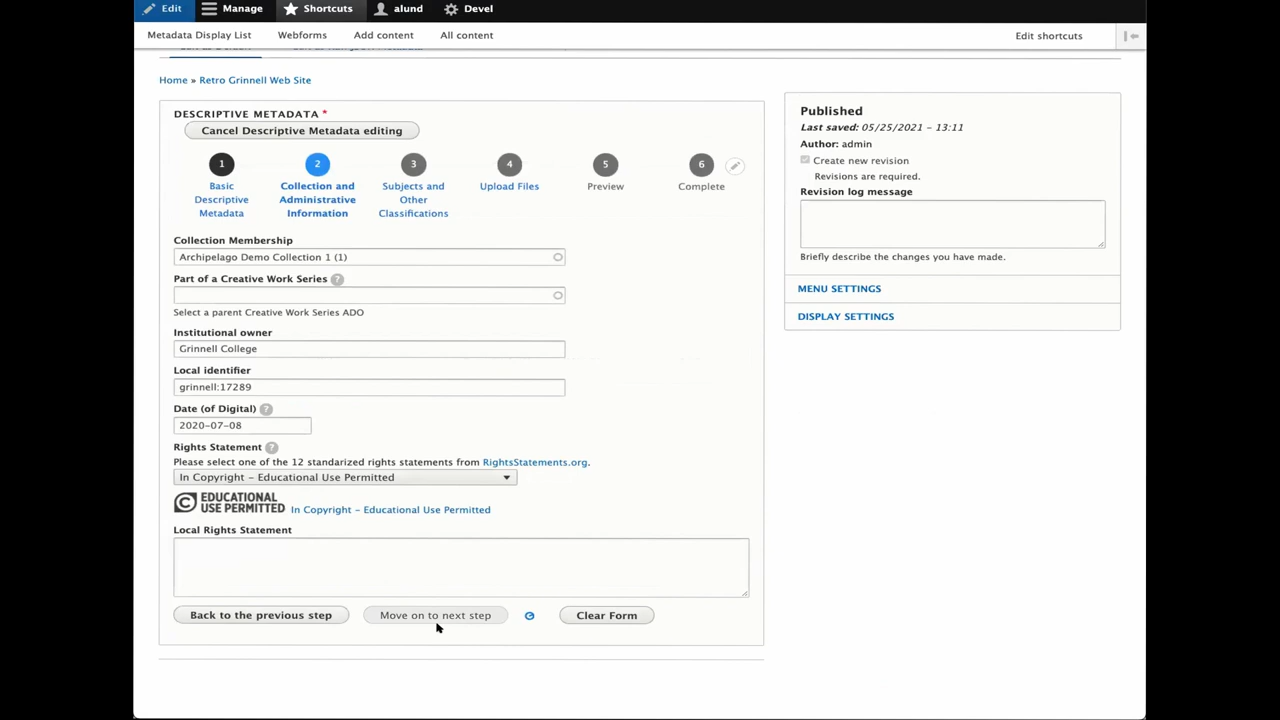 Edit Manage Shortcuts alund Devel
Metadata Display List Webforms Add content All content Edit shortcuts
Home » Retro Grinnell Web Site
DESCRIPTIVE METADATA *
Cancel Descriptive Metadata editing
1 2 3 4 5 6
Basic Descriptive Metadata
Collection and Administrative Information
Subjects and Other Classifications
Upload Files
Preview
Complete
Collection Membership
Archipelago Demo Collection 1 (1)
Part of a Creative Work Series ?
Select a parent Creative Work Series ADO
Institutional owner
Grinnell College
Local identifier
grinnell:17289
Date (of Digital) ?
2020-07-08
Rights Statement ?
Please select one of the 12 standarized rights statements from RightsStatements.org.
In Copyright - Educational Use Permitted
EDUCATIONAL
USE PERMITTED
In Copyright - Educational Use Permitted
Local Rights Statement
Back to the previous step Move on to next step Clear Form
Published
Last saved: 05/25/2021 - 13:11
Author: admin
Create new revision
Revisions are required.
Revision log message
Briefly describe the changes you have made.
MENU SETTINGS
DISPLAY SETTINGS